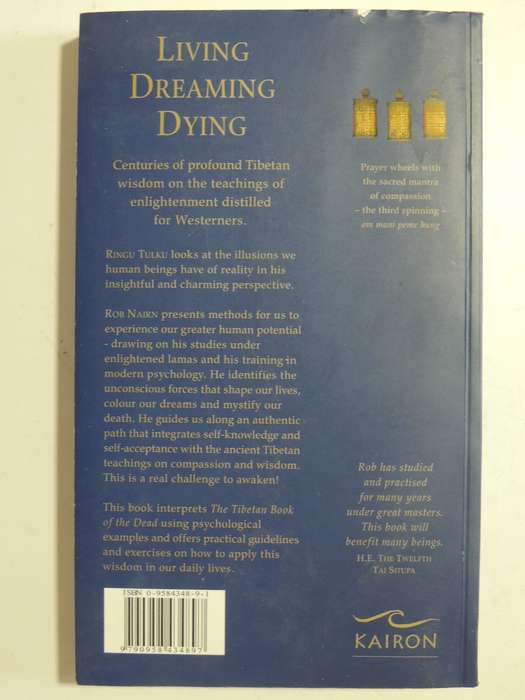 LIVING
DREAMING
DYING
Centuries of profound Tibetan
wisdom on the teachings of
enlightenment distilled
for Westerners.
RINGU TULKU looks at the illusions we
human beings have of reality in his
insightful and charming perspective.
ROB NAIRN presents methods for us to
experience our greater human potential
- drawing on his studies under
enlightened lamas and his training in
modern psychology. He identifies the
unconscious forces that shape our lives,
colour our dreams and mystify our
death. He guides us along an authentic
path that integrates self-knowledge and
self-acceptance with the ancient Tibetan
teachings on compassion and wisdom.
This is a real challenge to awaken!
This book interprets The Tibetan Book
of the Dead using psychological
examples and offers practical guidelines
and exercises on how to apply this
wisdom in our daily lives.
ISBN 0-9584348-9-1
9 790958 434897
Prayer wheels with
the sacred mantra
of compassion
- the third spinning -
om mani peme hung
Rob has studied
and practised
for many years
under great masters.
This book will
benefit many beings.
H.E. THE TWELFTH
TAI SITUPA
KAIRON